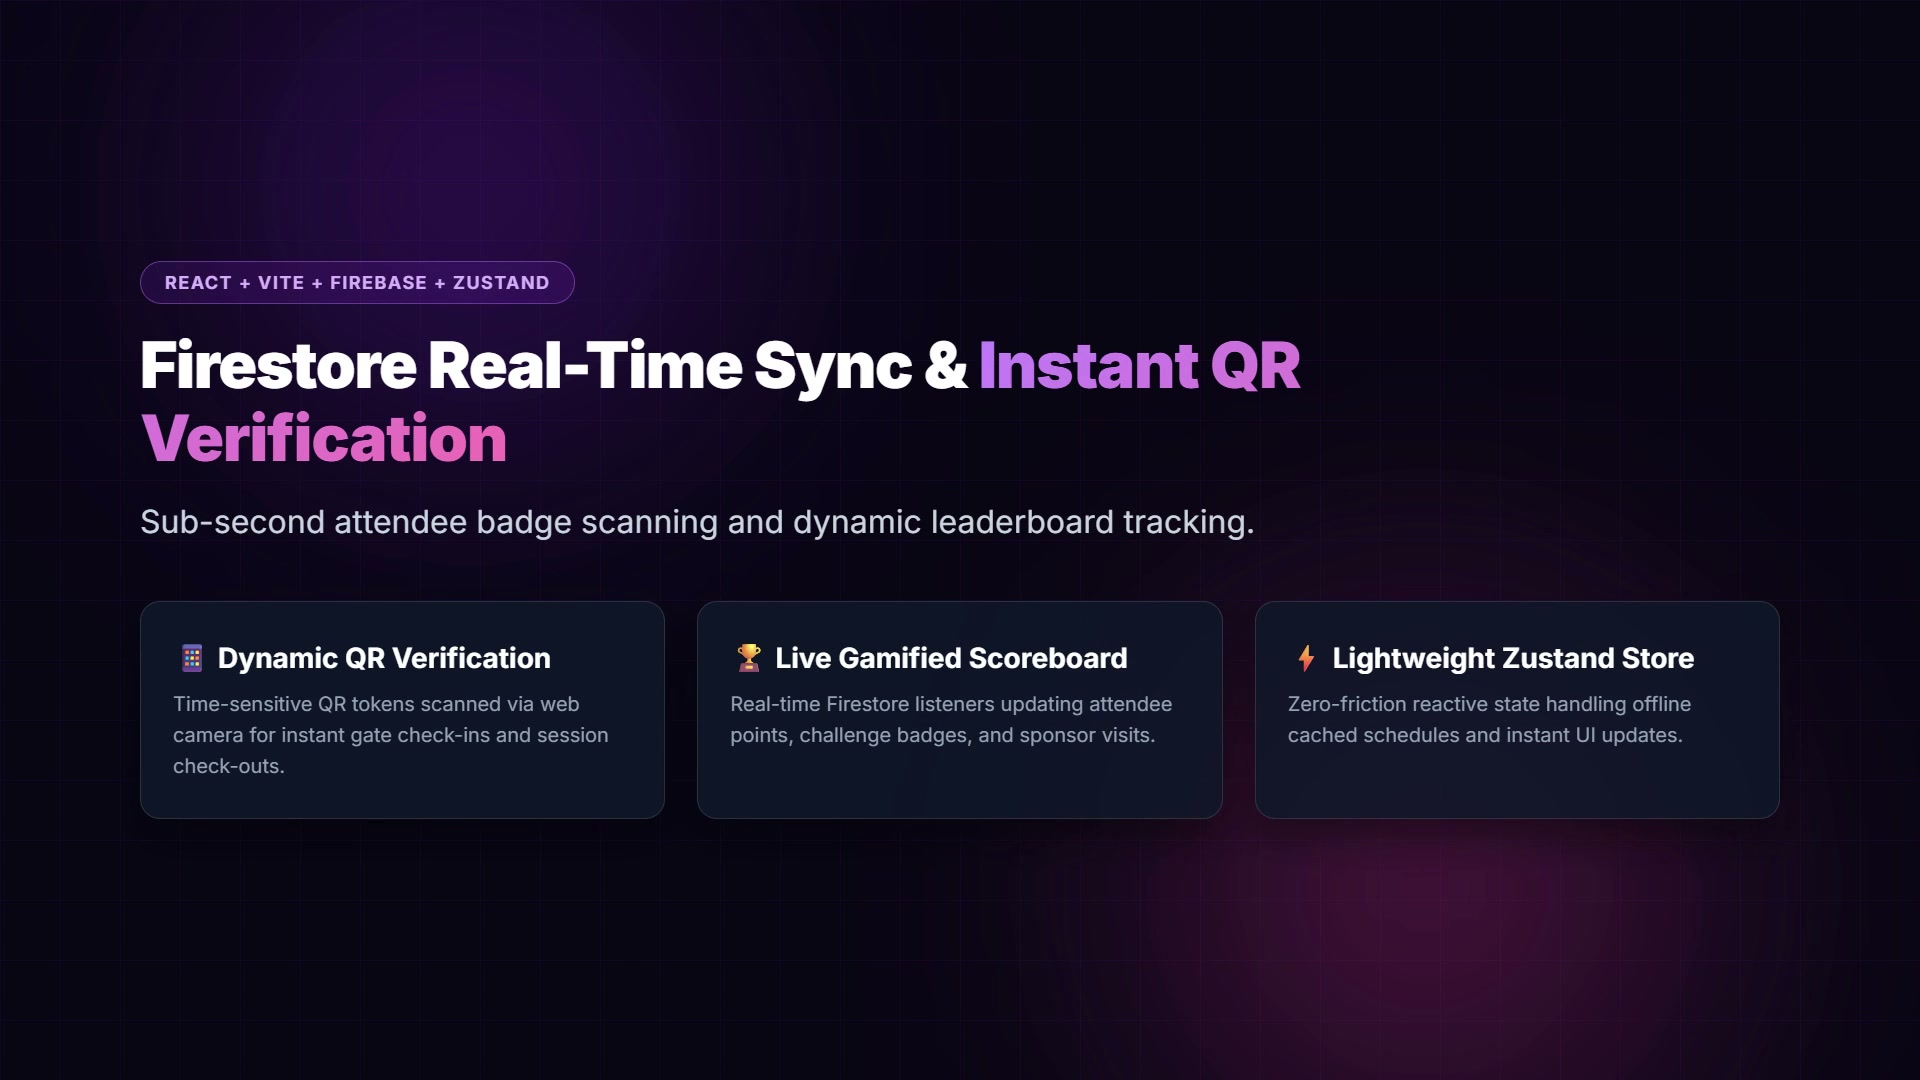 REACT + VITE + FIREBASE + ZUSTAND
Firestore Real-Time Sync & Instant QR
Verification
Sub-second attendee badge scanning and dynamic leaderboard tracking.
Dynamic QR Verification
Time-sensitive QR tokens scanned via web
camera for instant gate check-ins and session
check-outs.
Live Gamified Scoreboard
Real-time Firestore listeners updating attendee
points, challenge badges, and sponsor visits.
Lightweight Zustand Store
Zero-friction reactive state handling offline
cached schedules and instant UI updates.